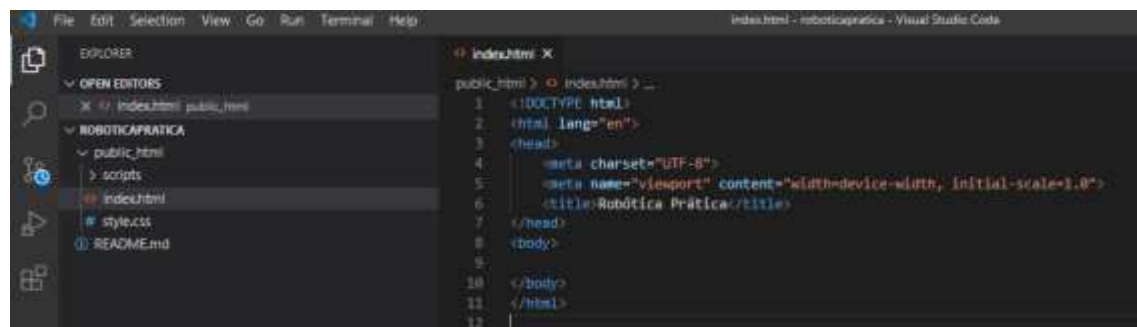 File Edit Selection View Go Run Terminal Help
index.html - roboticapratica - Visual Studio Code
EXPLORER
OPEN EDITORS
index.html public_html
ROBOTICAPRATICA
public_html
scripts
index.html
# style.css
README.md
index.html
public_html > index.html > ...
1 <!DOCTYPE html>
2 <html lang="en">
3 <head>
4 <meta charset="UTF-8">
5 <meta name="viewport" content="width=device-width, initial-scale=1.0">
6 <title>Robótica Prática</title>
7 </head>
8 <body>
9
10 </body>
11 </html>
12